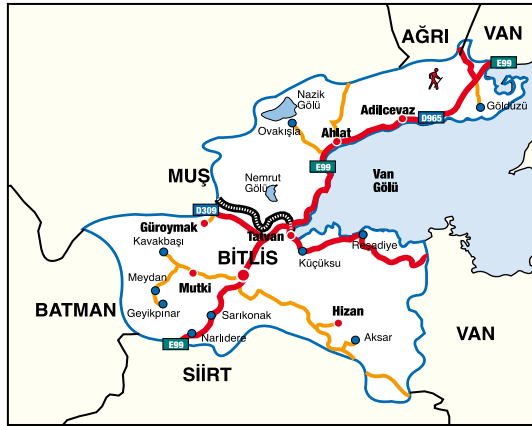 AĞRI
VAN
E99
Nazik
Gölü
Ovakışla
Adilcevaz
D965
Göldüzü
Ahlat
E99
Van
Gölü
MUŞ
Nemrut
Gölü
D309
Güroymak
Kavakbaşı
Tatvan
Reşadiye
BİTLİS
Küçüksu
Meydan
Mutki
Geyikpınar
BATMAN
Sarıkonak
Hizan
Aksar
VAN
E99
Narlıdere
SİİRT